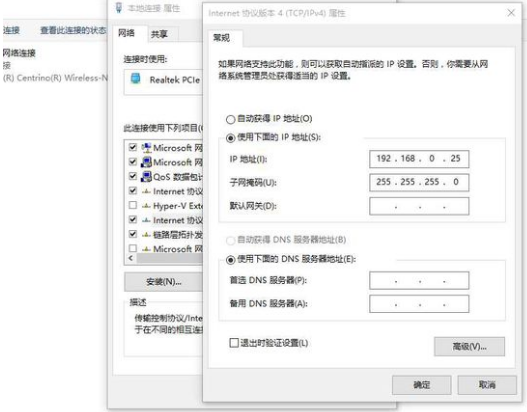 连接 查看此连接的状态
网络连接
接
(R) Centrino(R) Wireless-N
本地连接 属性
网络 共享
连接时使用:
Realtek PCIe
此连接使用下列项目(
Microsoft 网
Microsoft 网
QoS 数据包计
Internet 协议
Hyper-V Exte
Internet 协议
链路层拓扑发
Microsoft 网
安装(N)...
描述
传输控制协议/Inte
于在不同的相互连接
Internet 协议版本 4 (TCP/IPv4) 属性
常规
如果网络支持此功能，则可以获取自动指派的 IP 设置。否则，你需要从网
络系统管理员处获得适当的 IP 设置。
自动获得 IP 地址(O)
使用下面的 IP 地址(S):
IP 地址(I): 192 . 168 . 0 . 25
子网掩码(U): 255 . 255 . 255 . 0
默认网关(D): . . .
自动获得 DNS 服务器地址(B)
使用下面的 DNS 服务器地址(E):
首选 DNS 服务器(P): . . .
备用 DNS 服务器(A): . . .
退出时验证设置(L)
高级(V)...
确定 取消